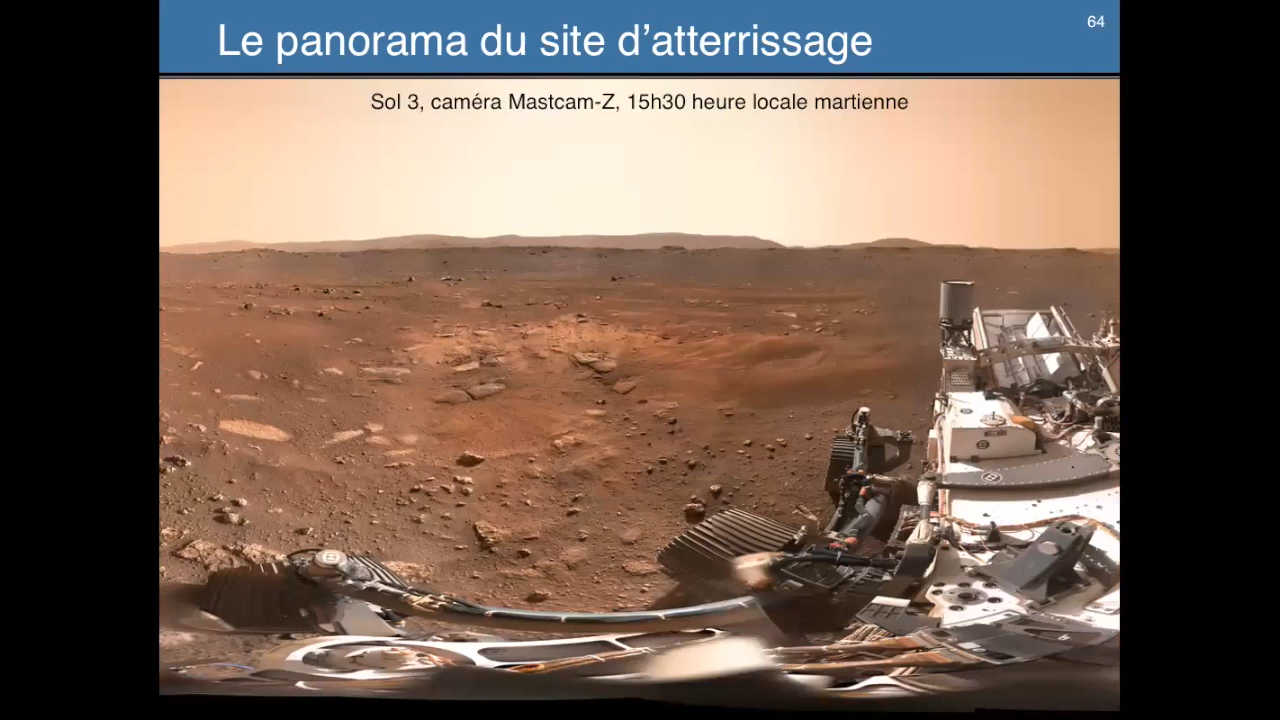 Le panorama du site d’atterrissage
64
Sol 3, caméra Mastcam-Z, 15h30 heure locale martienne